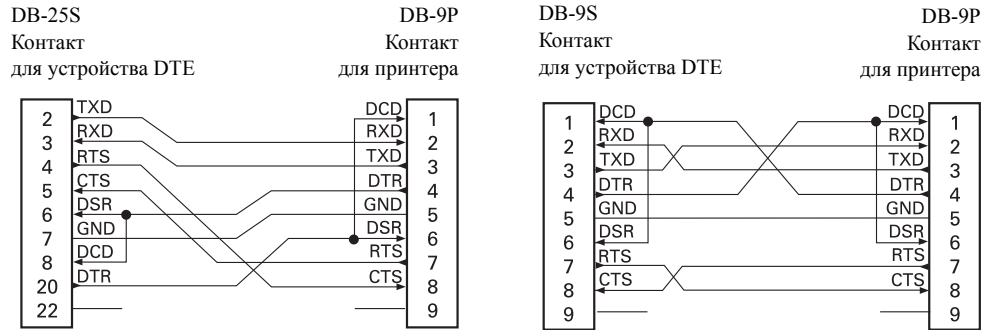 DB-25S DB-9P
Контакт Контакт
для устройства DTE для принтера
2 TXD DCD 1
3 RXD RXD 2
4 RTS TXD 3
5 CTS DTR 4
6 DSR GND 5
7 GND DSR 6
8 DCD RTS 7
20 DTR CTS 8
22 9
DB-9S DB-9P
Контакт Контакт
для устройства DTE для принтера
1 DCD DCD 1
2 RXD RXD 2
3 TXD TXD 3
4 DTR DTR 4
5 GND GND 5
6 DSR DSR 6
7 RTS RTS 7
8 CTS CTS 8
9 9